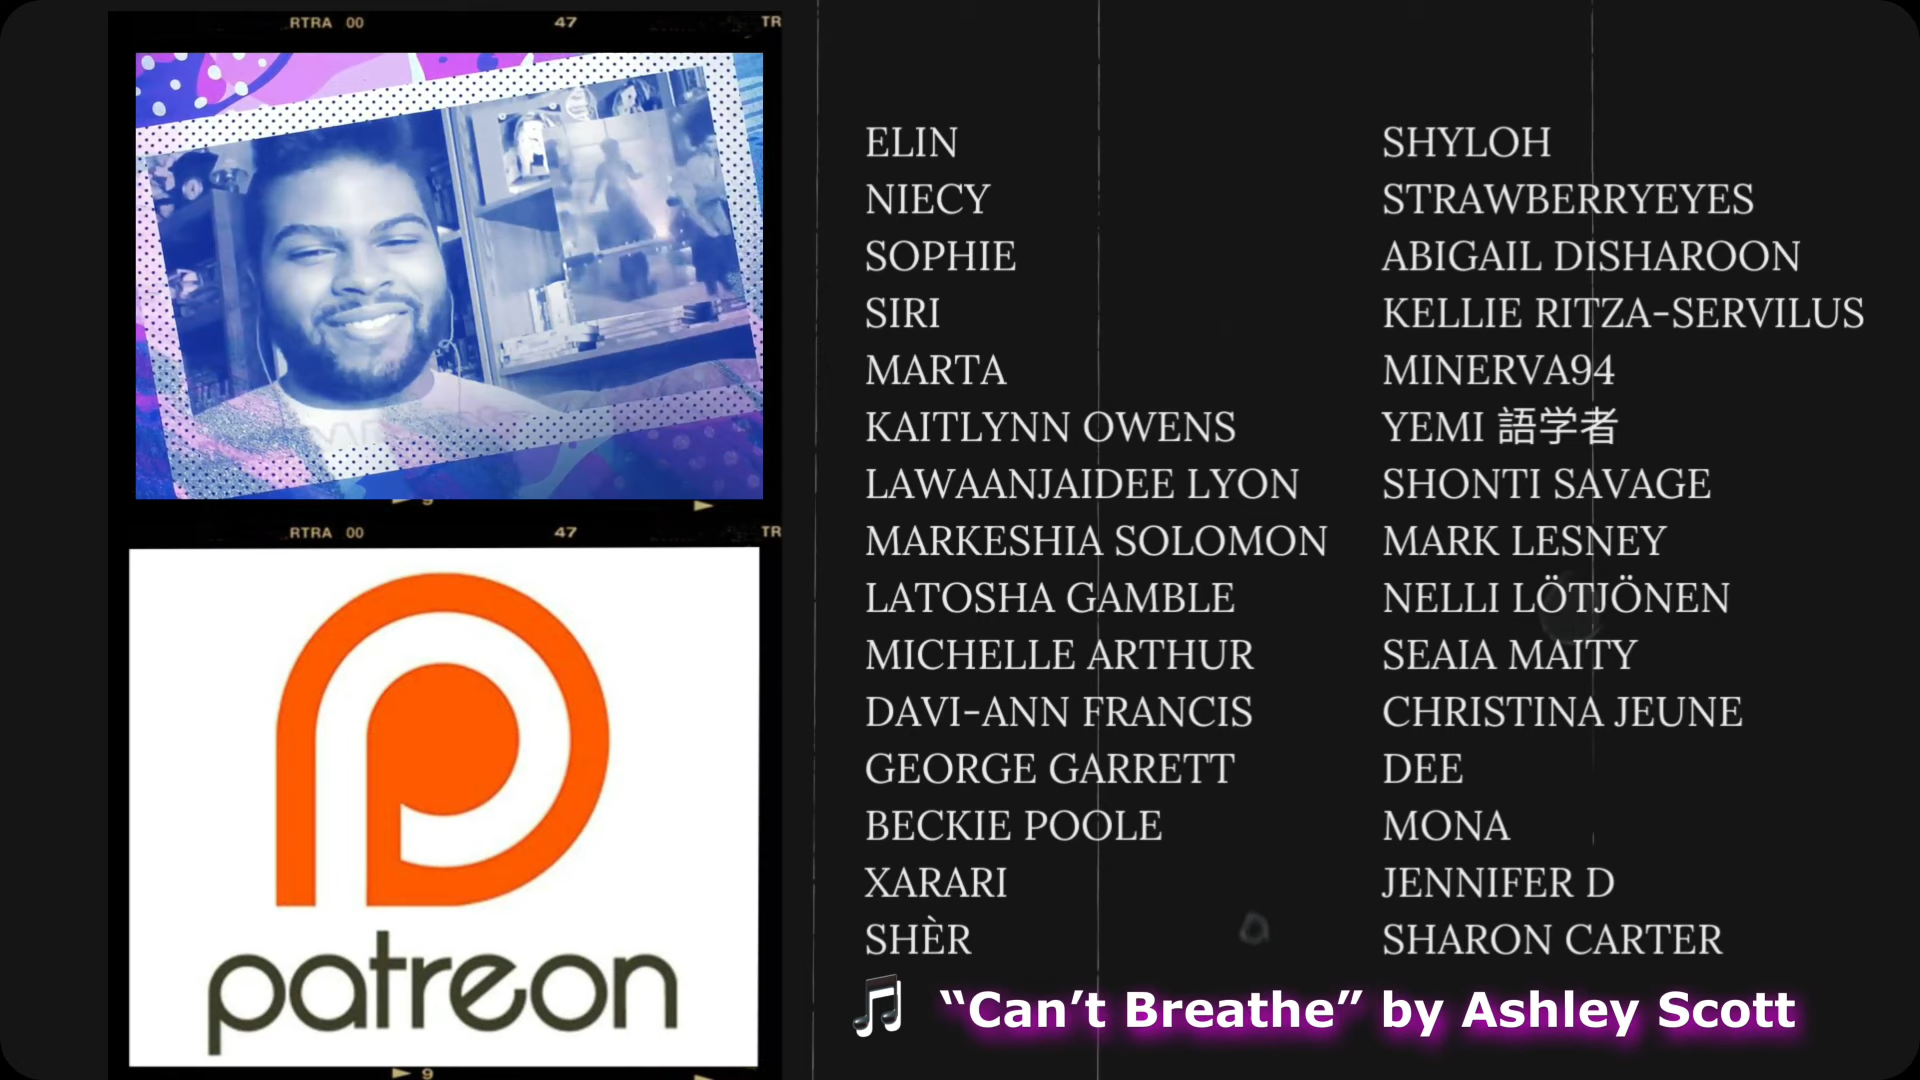 RTRA 00 47 TR
9
RTRA 00 47 TR
patreon
9
ELIN
NIECY
SOPHIE
SIRI
MARTA
KAITLYNN OWENS
LAWAANJAIDEE LYON
MARKESHIA SOLOMON
LATOSHA GAMBLE
MICHELLE ARTHUR
DAVI-ANN FRANCIS
GEORGE GARRETT
BECKIE POOLE
XARARI
SHÈR
SHYLOH
STRAWBERRYEYES
ABIGAIL DISHAROON
KELLIE RITZA-SERVILUS
MINERVA94
YEMI 語学者
SHONTI SAVAGE
MARK LESNEY
NELLI LÖTJÖNEN
SEAIA MAITY
CHRISTINA JEUNE
DEE
MONA
JENNIFER D
SHARON CARTER
“Can’t Breathe” by Ashley Scott